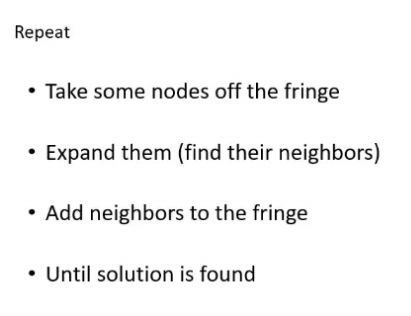 Repeat
• Take some nodes off the fringe
• Expand them (find their neighbors)
• Add neighbors to the fringe
• Until solution is found